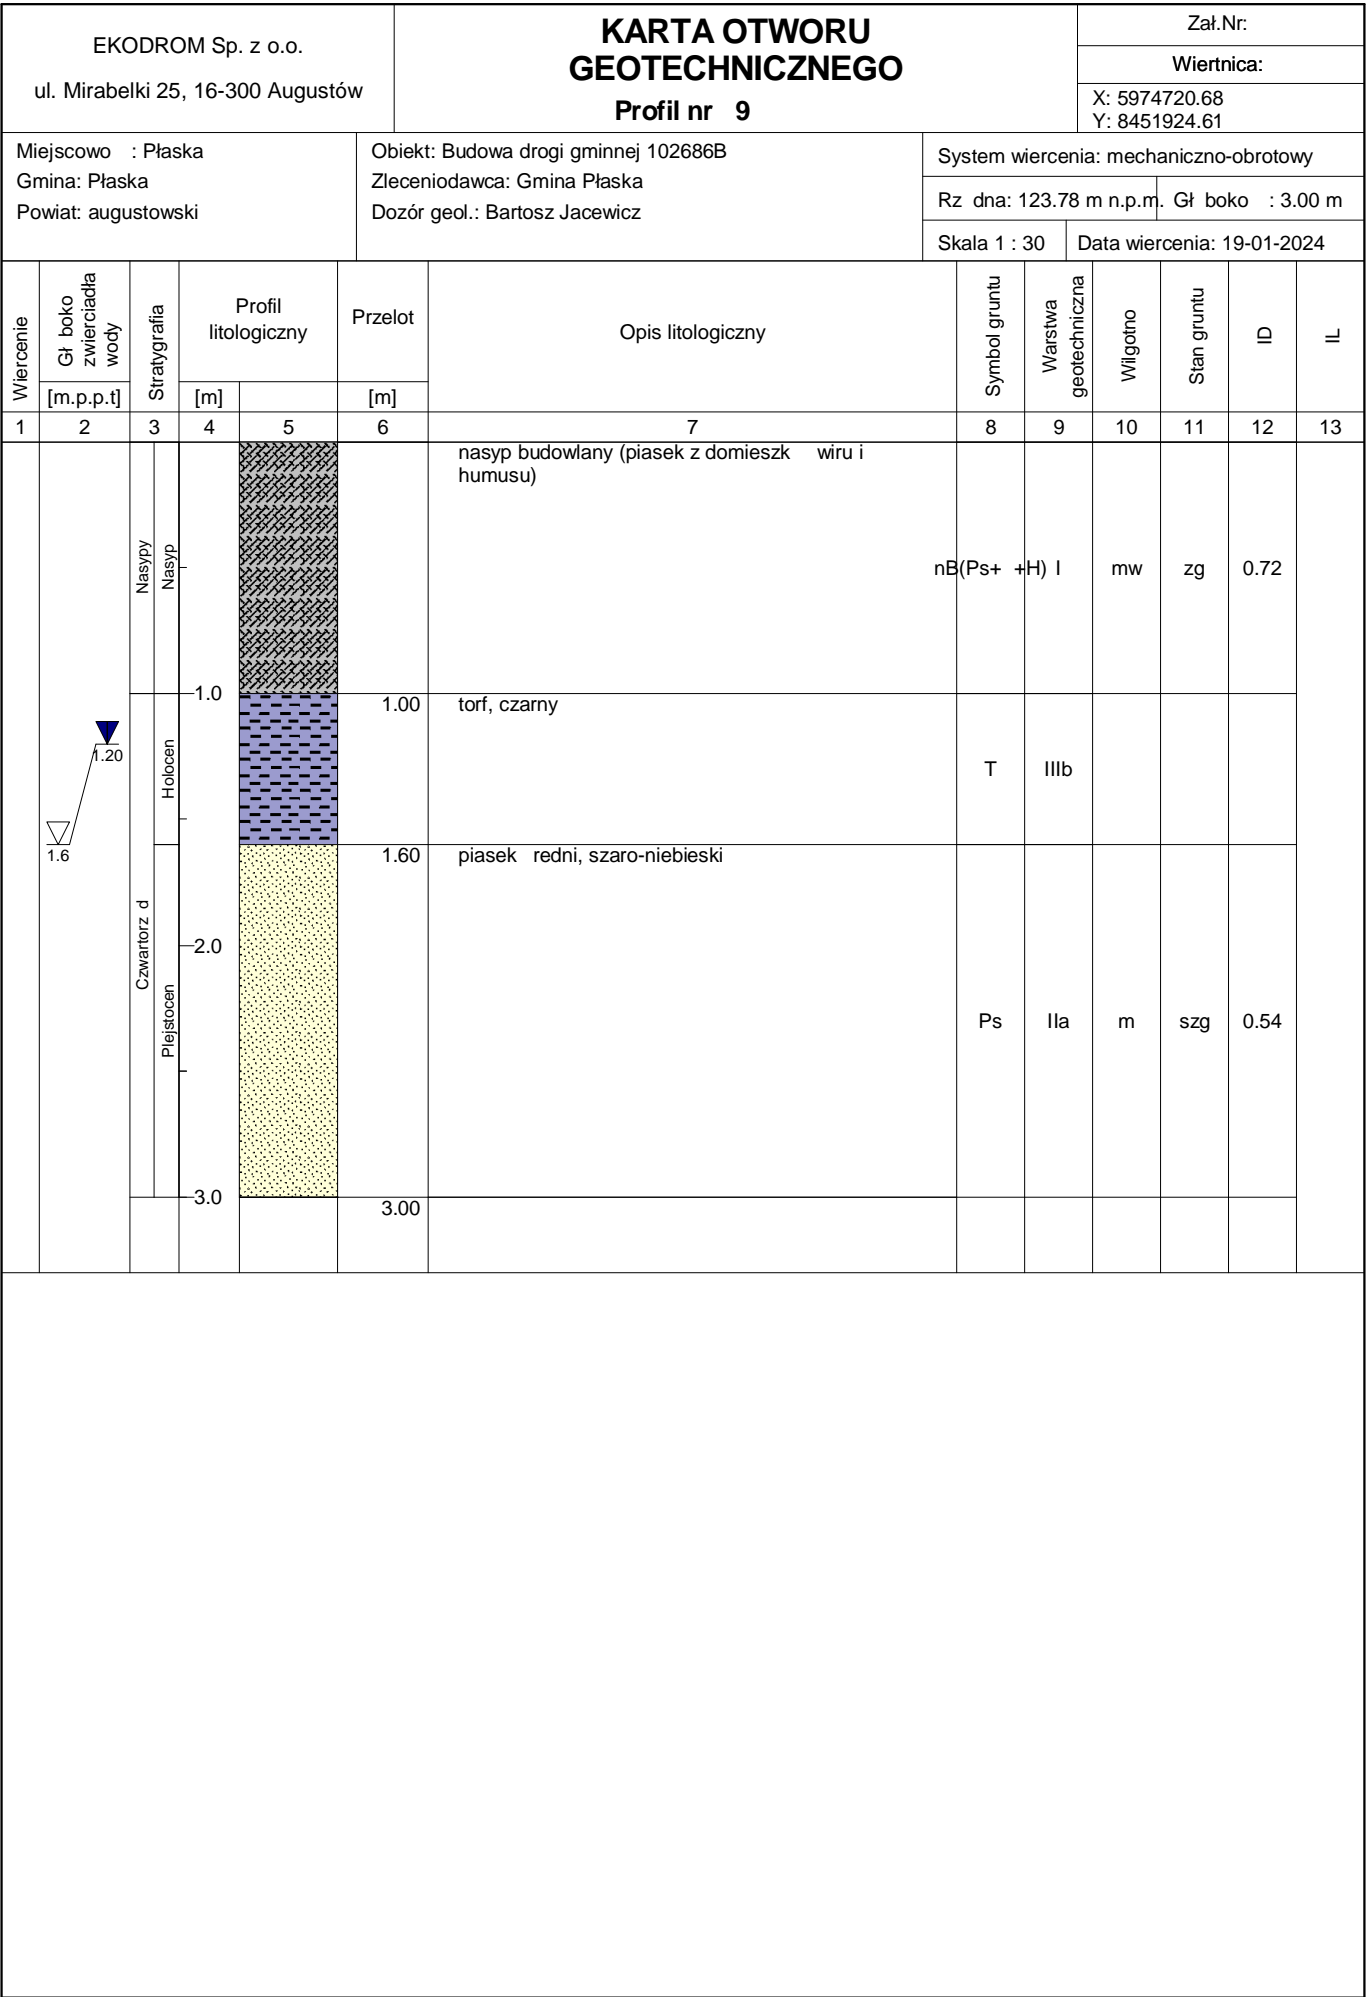 EKODROM Sp. z o.o.
ul. Mirabelki 25, 16-300 Augustów
KARTA OTWORU
GEOTECHNICZNEGO
Profil nr 9
Zał.Nr:
Wiertnica:
X: 5974720.68
Y: 8451924.61
Miejscowo : Płaska
Gmina: Płaska
Powiat: augustowski
Obiekt: Budowa drogi gminnej 102686B
Zleceniodawca: Gmina Płaska
Dozór geol.: Bartosz Jacewicz
System wiercenia: mechaniczno-obrotowy
Rz dna: 123.78 m n.p.m. Gł boko : 3.00 m
Skala 1 : 30 Data wiercenia: 19-01-2024
Wiercenie
Gł boko
zwierciadła
wody
[m.p.p.t]
Stratygrafia
Profil
litologiczny
[m]
Przelot
[m]
Opis litologiczny
Symbol gruntu
Warstwa
geotechniczna
Wilgotno
Stan gruntu
ID
IL
1 2 3 4 5 6 7 8 9 10 11 12 13
nasyp budowlany (piasek z domieszk wiru i
humusu)
Nasypy
Nasyp
nB(Ps+ +H) I mw zg 0.72
1.0
1.00 torf, czarny
1.20
Holocen
T IIIb
1.6
1.60 piasek redni, szaro-niebieski
Czwartorz d
2.0
Plejstocen
Ps IIa m szg 0.54
3.0
3.00